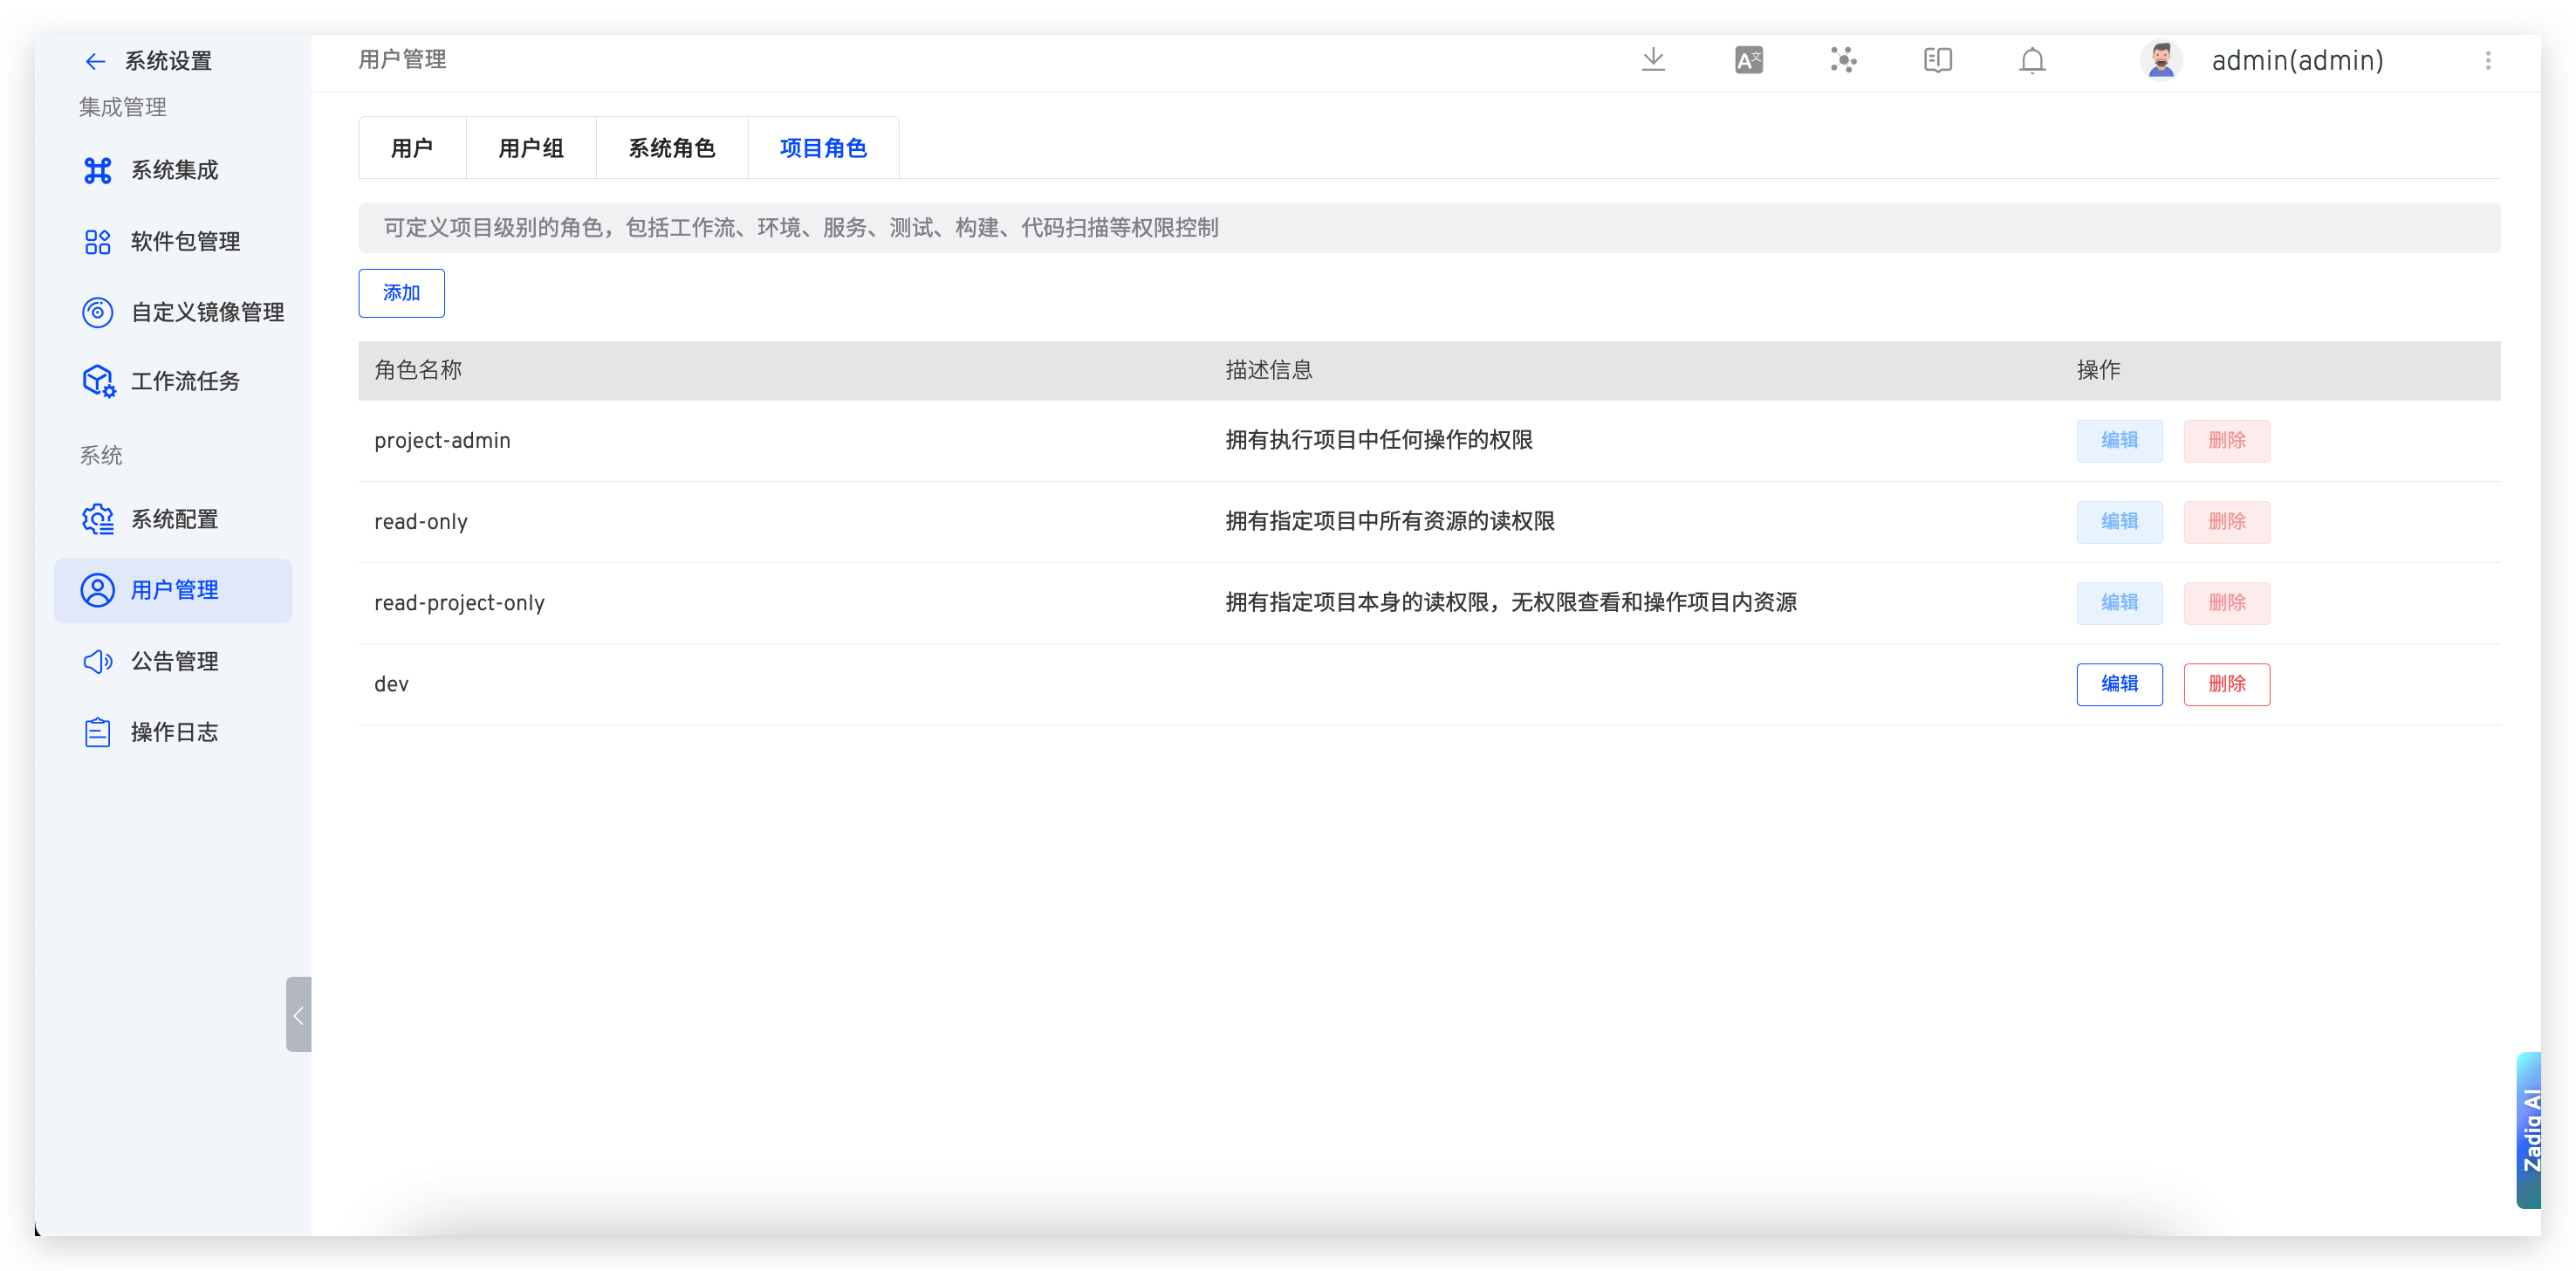 系统设置
集成管理
系统集成
软件包管理
自定义镜像管理
工作流任务
系统
系统配置
用户管理
公告管理
操作日志
用户管理
A文
admin(admin)
用户 用户组 系统角色 项目角色
可定义项目级别的角色，包括工作流、环境、服务、测试、构建、代码扫描等权限控制
添加
角色名称 描述信息 操作
project-admin 拥有执行项目中任何操作的权限 编辑 删除
read-only 拥有指定项目中所有资源的读权限 编辑 删除
read-project-only 拥有指定项目本身的读权限，无权限查看和操作项目内资源 编辑 删除
dev 编辑 删除
Zadig AI